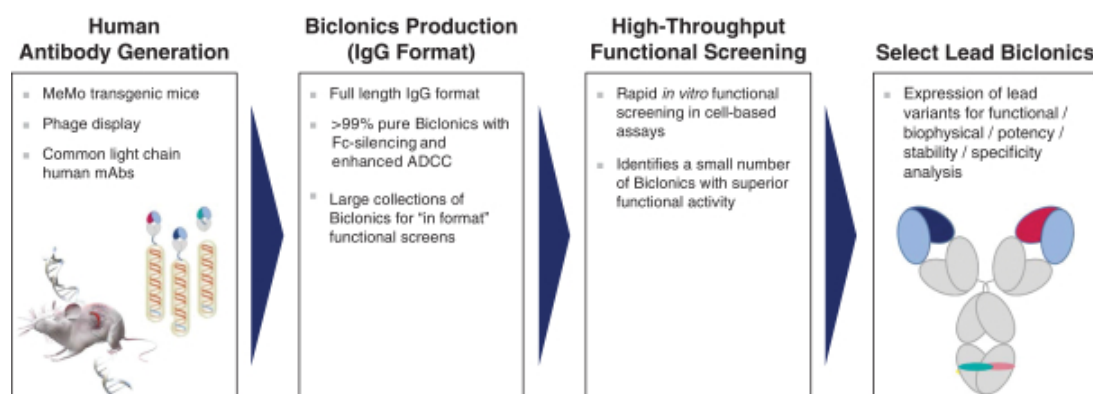 Human
Antibody Generation
MeMo transgenic mice
Phage display
Common light chain
human mAbs
Biclonics Production
(IgG Format)
Full length IgG format
>99% pure Biclonics with
Fc-silencing and
enhanced ADCC
Large collections of
Biclonics for “in format”
functional screens
High-Throughput
Functional Screening
Rapid in vitro functional
screening in cell-based
assays
Identifies a small number
of Biclonics with superior
functional activity
Select Lead Biclonics
Expression of lead
variants for functional /
biophysical / potency /
stability / specificity
analysis